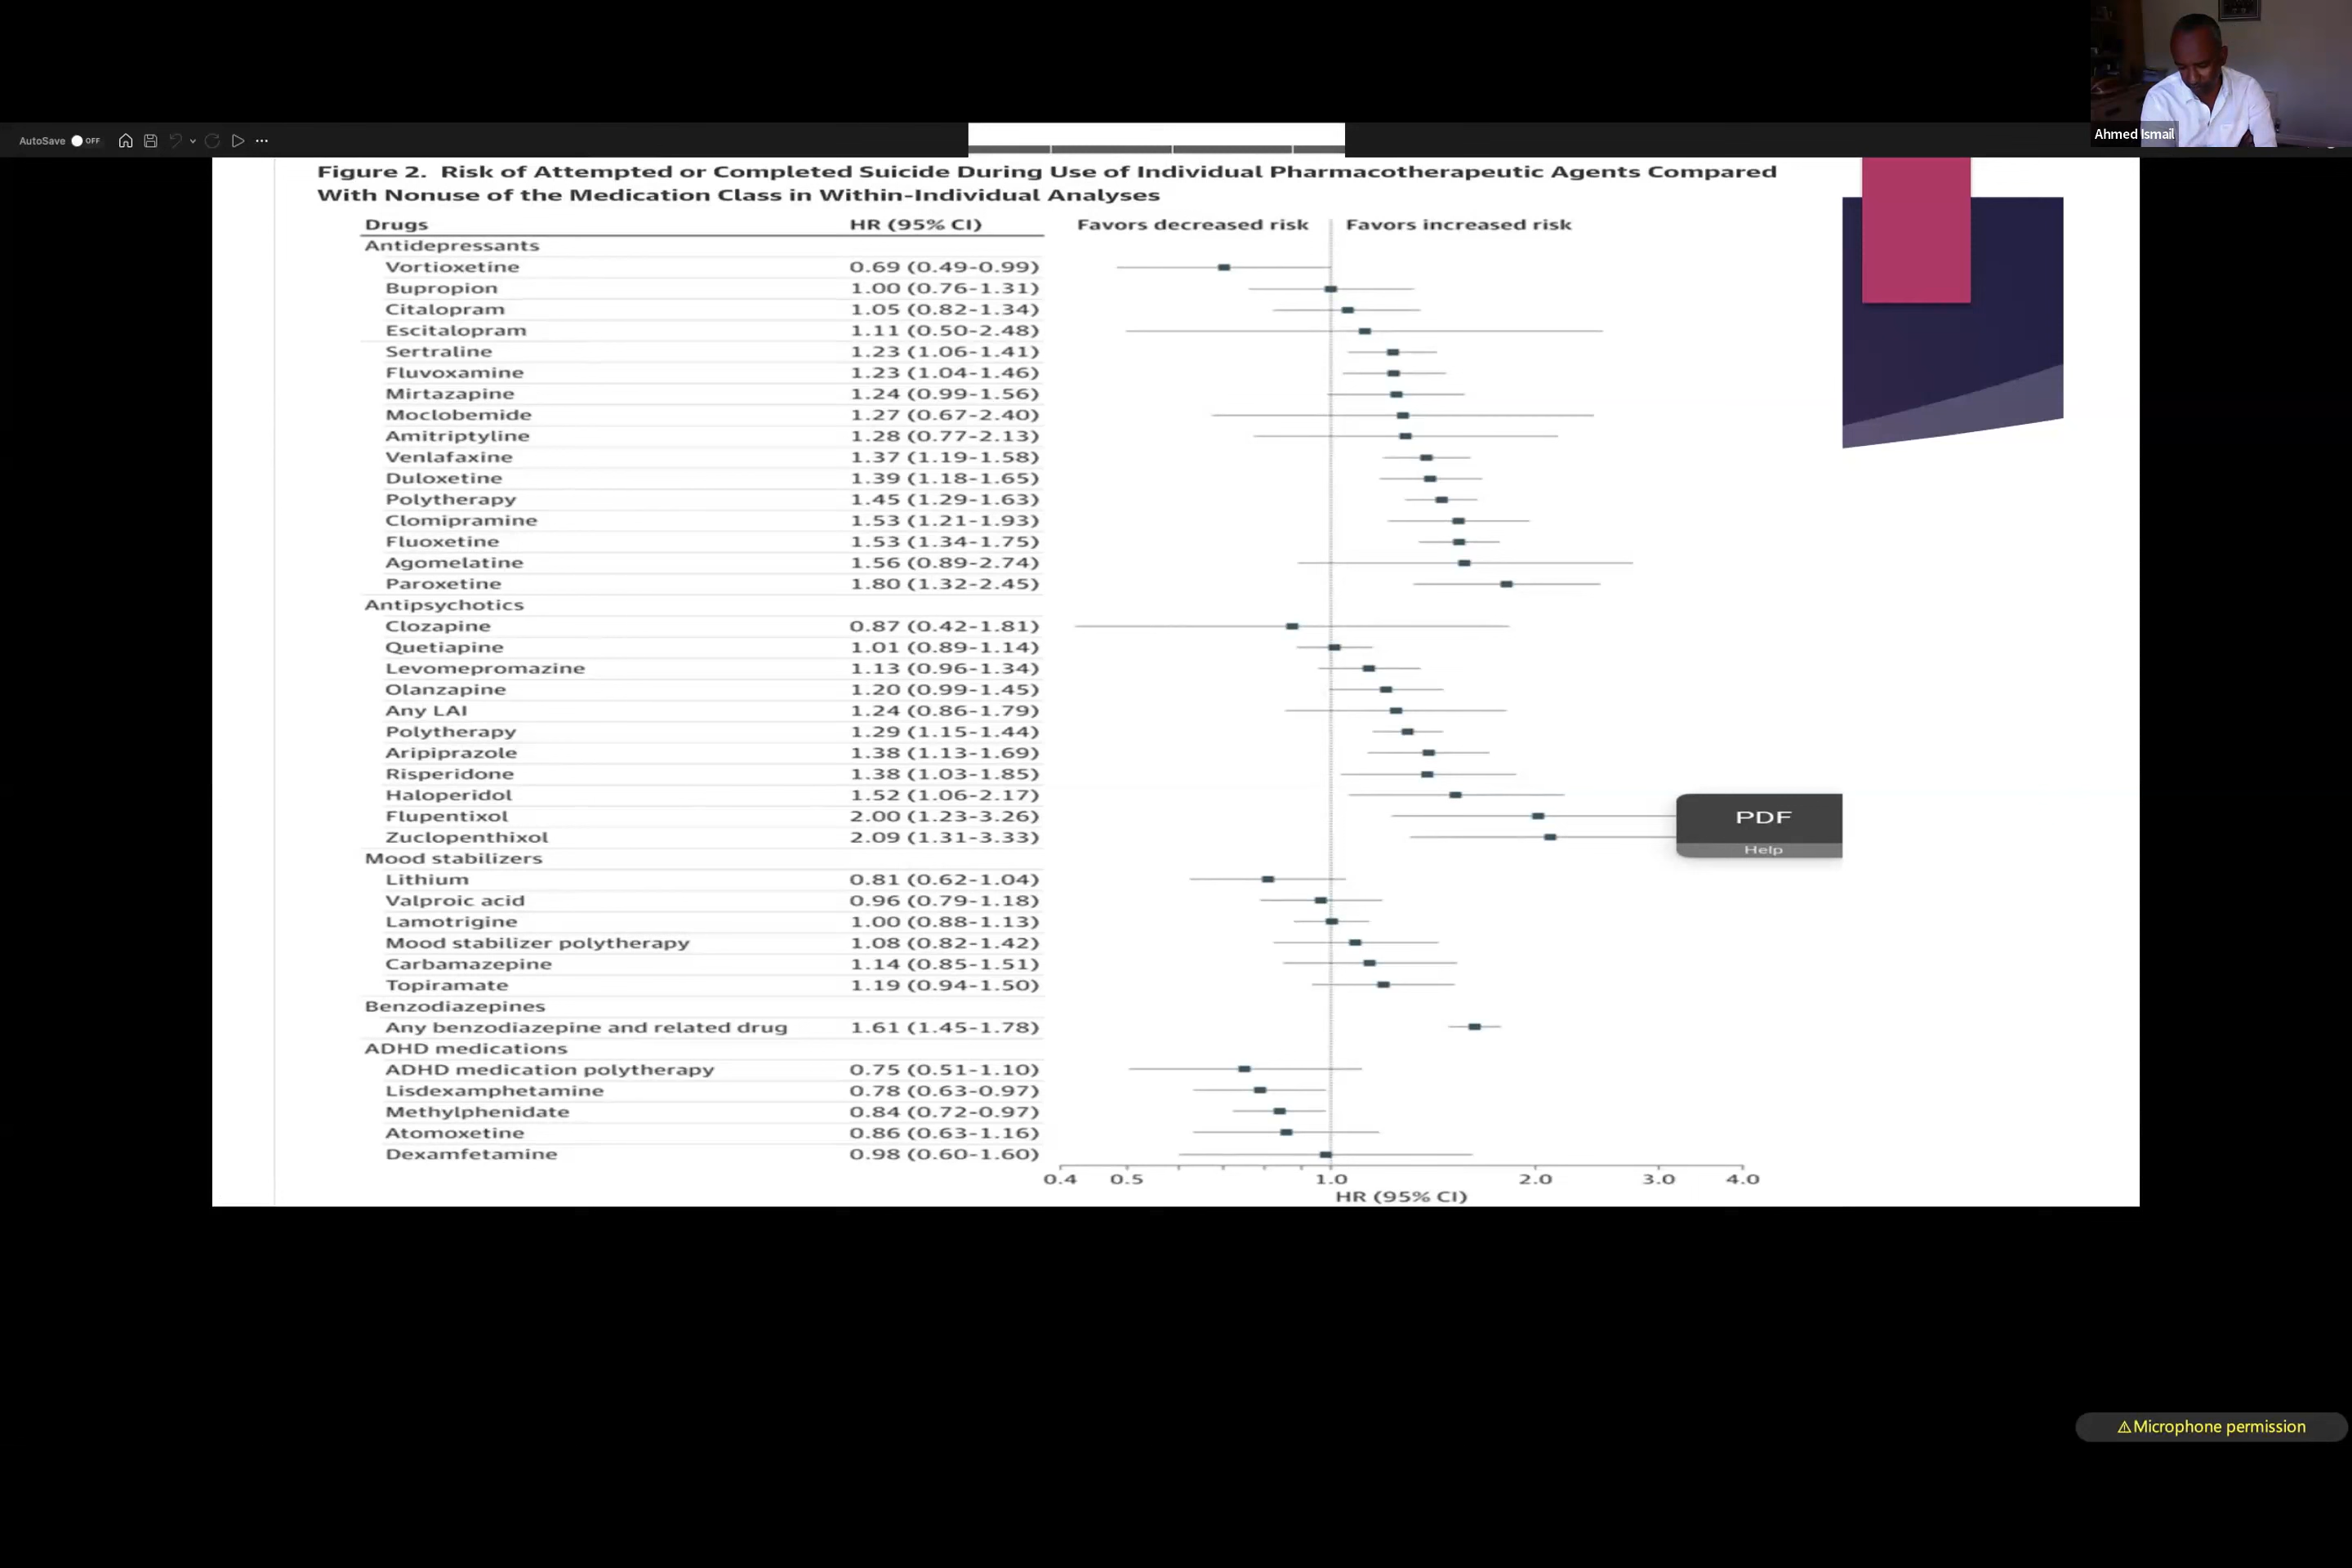 Ahmed Ismail
AutoSave OFF
Figure 2. Risk of Attempted or Completed Suicide During Use of Individual Pharmacotherapeutic Agents Compared
With Nonuse of the Medication Class in Within-Individual Analyses
Drugs HR (95% CI) Favors decreased risk Favors increased risk
Antidepressants
Vortioxetine 0.69 (0.49-0.99)
Bupropion 1.00 (0.76-1.31)
Citalopram 1.05 (0.82-1.34)
Escitalopram 1.11 (0.50-2.48)
Sertraline 1.23 (1.06-1.41)
Fluvoxamine 1.23 (1.04-1.46)
Mirtazapine 1.24 (0.99-1.56)
Moclobemide 1.27 (0.67-2.40)
Amitriptyline 1.28 (0.77-2.13)
Venlafaxine 1.37 (1.19-1.58)
Duloxetine 1.39 (1.18-1.65)
Polytherapy 1.45 (1.29-1.63)
Clomipramine 1.53 (1.21-1.93)
Fluoxetine 1.53 (1.34-1.75)
Agomelatine 1.56 (0.89-2.74)
Paroxetine 1.80 (1.32-2.45)
Antipsychotics
Clozapine 0.87 (0.42-1.81)
Quetiapine 1.01 (0.89-1.14)
Levomepromazine 1.13 (0.96-1.34)
Olanzapine 1.20 (0.99-1.45)
Any LAI 1.24 (0.86-1.79)
Polytherapy 1.29 (1.15-1.44)
Aripiprazole 1.38 (1.13-1.69)
Risperidone 1.38 (1.03-1.85)
Haloperidol 1.52 (1.06-2.17)
Flupentixol 2.00 (1.23-3.26)
PDF
Zuclopenthixol 2.09 (1.31-3.33)
Help
Mood stabilizers
Lithium 0.81 (0.62-1.04)
Valproic acid 0.96 (0.79-1.18)
Lamotrigine 1.00 (0.88-1.13)
Mood stabilizer polytherapy 1.08 (0.82-1.42)
Carbamazepine 1.14 (0.85-1.51)
Topiramate 1.19 (0.94-1.50)
Benzodiazepines
Any benzodiazepine and related drug 1.61 (1.45-1.78)
ADHD medications
ADHD medication polytherapy 0.75 (0.51-1.10)
Lisdexamphetamine 0.78 (0.63-0.97)
Methylphenidate 0.84 (0.72-0.97)
Atomoxetine 0.86 (0.63-1.16)
Dexamfetamine 0.98 (0.60-1.60)
0.4 0.5 1.0 2.0 3.0 4.0
HR (95% CI)
Microphone permission